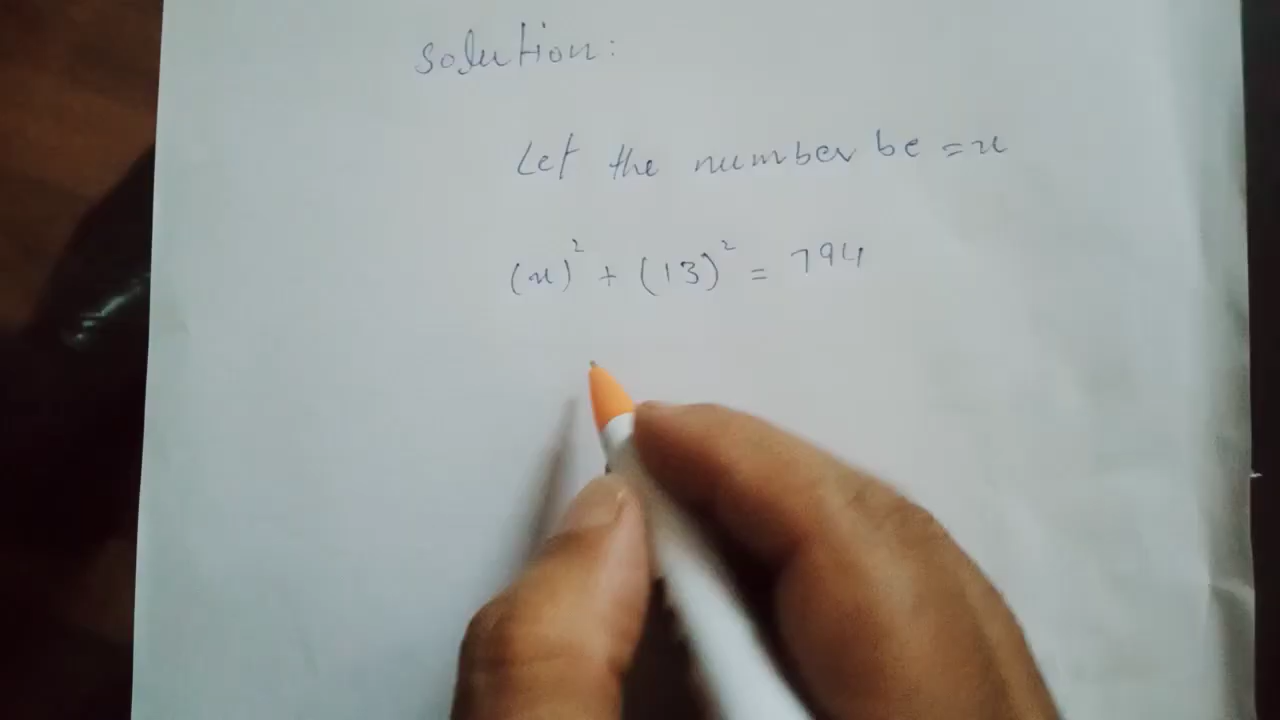 Solution:
Let the number be = x
(x)² + (13)² = 794